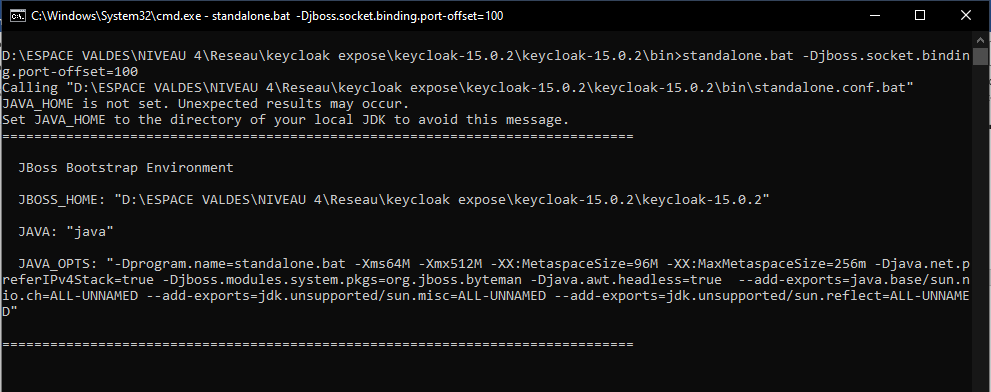 C:\Windows\System32\cmd.exe - standalone.bat -Djboss.socket.binding.port-offset=100
D:\ESPACE VALDES\NIVEAU 4\Reseau\keycloak expose\keycloak-15.0.2\keycloak-15.0.2\bin>standalone.bat -Djboss.socket.bindin
g.port-offset=100
Calling "D:\ESPACE VALDES\NIVEAU 4\Reseau\keycloak expose\keycloak-15.0.2\keycloak-15.0.2\bin\standalone.conf.bat"
JAVA_HOME is not set. Unexpected results may occur.
Set JAVA_HOME to the directory of your local JDK to avoid this message.
===============================================================================
JBoss Bootstrap Environment
JBOSS_HOME: "D:\ESPACE VALDES\NIVEAU 4\Reseau\keycloak expose\keycloak-15.0.2\keycloak-15.0.2"
JAVA: "java"
JAVA_OPTS: "-Dprogram.name=standalone.bat -Xms64M -Xmx512M -XX:MetaspaceSize=96M -XX:MaxMetaspaceSize=256m -Djava.net.p
referIPv4Stack=true -Djboss.modules.system.pkgs=org.jboss.byteman -Djava.awt.headless=true  --add-exports=java.base/sun.n
io.ch=ALL-UNNAMED --add-exports=jdk.unsupported/sun.misc=ALL-UNNAMED --add-exports=jdk.unsupported/sun.reflect=ALL-UNNAME
D"
===============================================================================